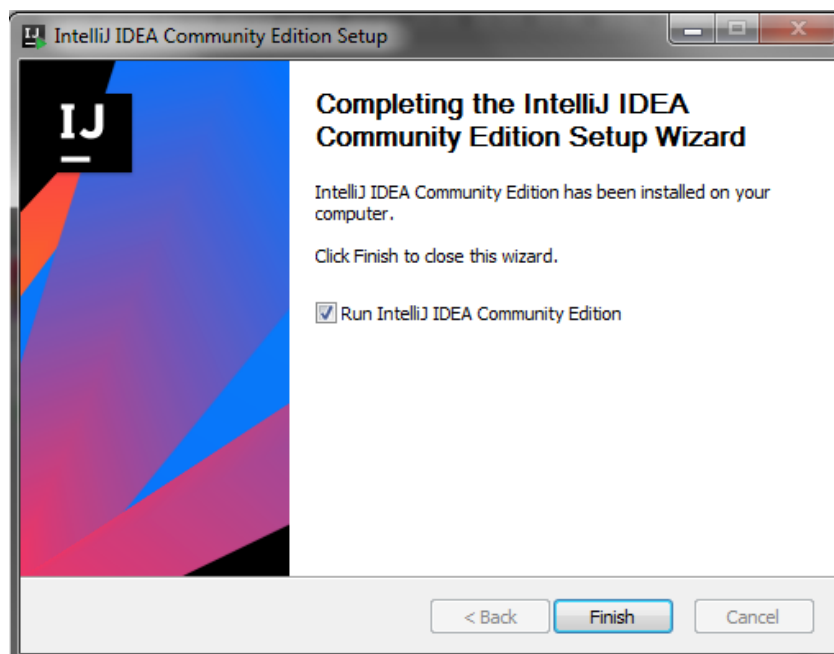 IntelliJ IDEA Community Edition Setup
IJ
Completing the IntelliJ IDEA
Community Edition Setup Wizard
IntelliJ IDEA Community Edition has been installed on your
computer.
Click Finish to close this wizard.
Run IntelliJ IDEA Community Edition
< Back
Finish
Cancel